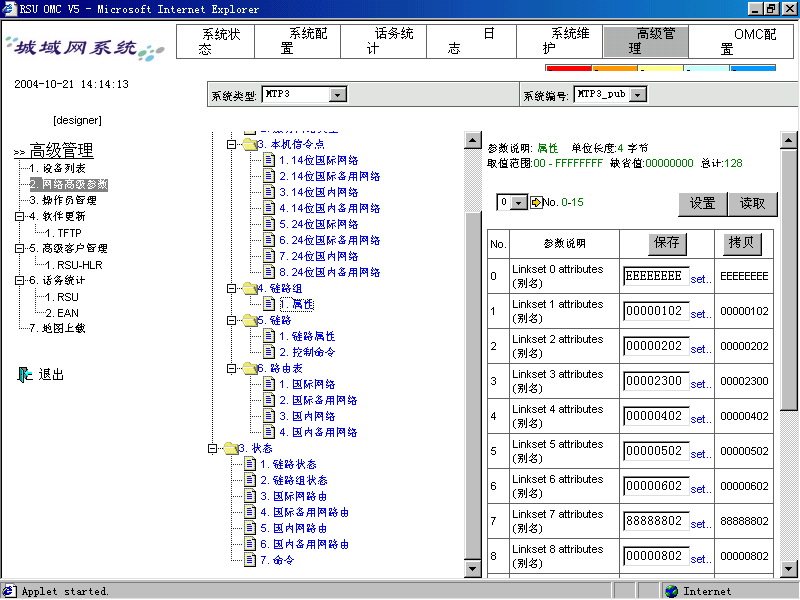 RSU OMC V5 - Microsoft Internet Explorer
城域网系统
系统状态
系统配置
话务统计
日志
系统维护
高级管理
OMC配置
2004-10-21 14:14:13
系统类型: MTP3
系统编号: MTP3_pub
[designer]
>> 高级管理
1. 设备列表
2. 网络高级参数
3. 操作员管理
4. 软件更新
1. TFTP
5. 高级客户管理
1. RSU-HLR
6. 话务统计
1. RSU
2. EAN
7. 地图上载
退出
3. 本机信令点
1. 14位国际网络
2. 14位国际备用网络
3. 14位国内网络
4. 14位国内备用网络
5. 24位国际网络
6. 24位国际备用网络
7. 24位国内网络
8. 24位国内备用网络
4. 链路组
1. 属性
5. 链路
1. 链路属性
2. 控制命令
6. 路由表
1. 国际网络
2. 国际备用网络
3. 国内网络
4. 国内备用网络
3. 状态
1. 链路状态
2. 链路组状态
3. 国际网路由
4. 国际备用网路由
5. 国内网路由
6. 国内备用网路由
7. 命令
参数说明: 属性 单位长度:4 字节
取值范围:00 - FFFFFFFF 缺省值:00000000 总计:128
0 No. 0-15 设置 读取
No. 参数说明 保存 拷贝
0 Linkset 0 attributes (别名) EEEEEEEE set.. EEEEEEEE
1 Linkset 1 attributes (别名) 00000102 set.. 00000102
2 Linkset 2 attributes (别名) 00000202 set.. 00000202
3 Linkset 3 attributes (别名) 00002300 set.. 00002300
4 Linkset 4 attributes (别名) 00000402 set.. 00000402
5 Linkset 5 attributes (别名) 00000502 set.. 00000502
6 Linkset 6 attributes (别名) 00000602 set.. 00000602
7 Linkset 7 attributes (别名) 88888802 set.. 88888802
8 Linkset 8 attributes (别名) 00000802 set.. 00000802
Applet started.
Internet